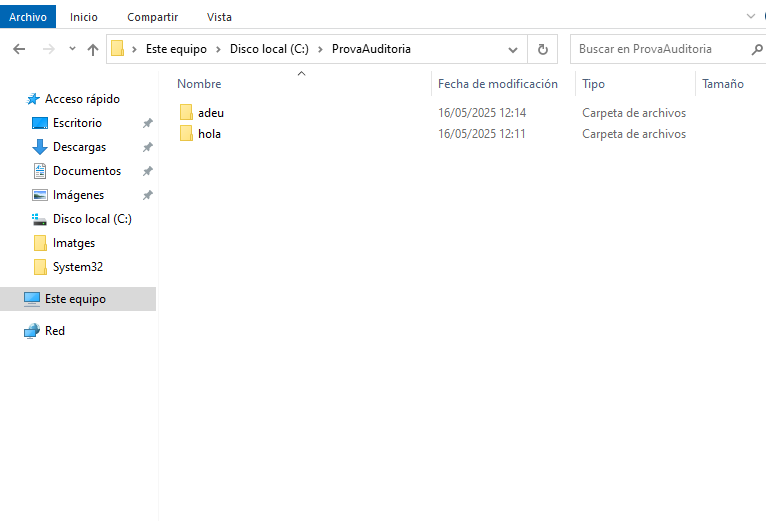 Archivo Inicio Compartir Vista
Este equipo Disco local (C:) ProvaAuditoria Buscar en ProvaAuditoria
Nombre Fecha de modificación Tipo Tamaño
Acceso rápido
adeu 16/05/2025 12:14 Carpeta de archivos
Escritorio
hola 16/05/2025 12:11 Carpeta de archivos
Descargas
Documentos
Imágenes
Disco local (C:)
Imatges
System32
Este equipo
Red